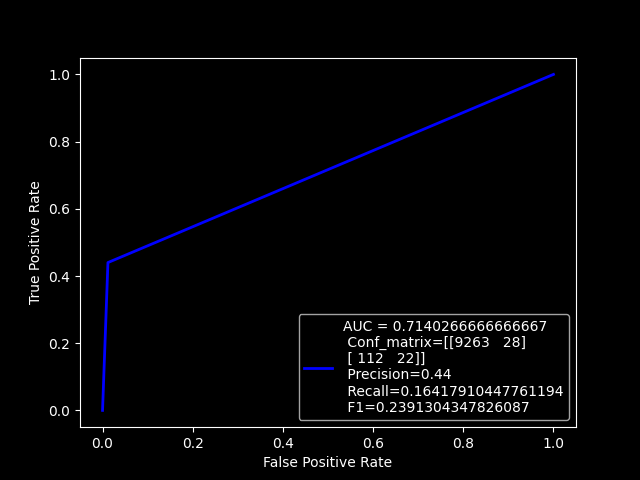 1.0
0.8
0.6
0.4
0.2
0.0
True Positive Rate
AUC = 0.7140266666666667
Conf_matrix=[[9263 28]
[ 112 22]]
Precision=0.44
Recall=0.16417910447761194
F1=0.2391304347826087
0.0 0.2 0.4 0.6 0.8 1.0
False Positive Rate